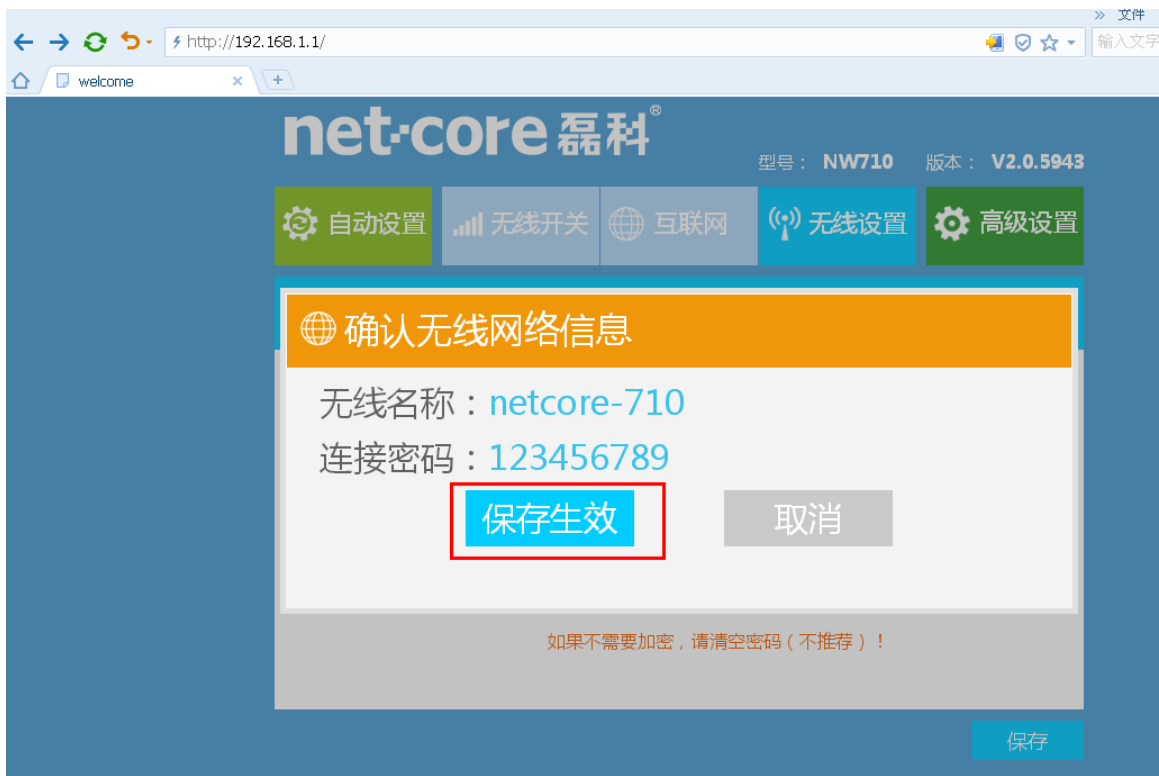 » 文件
http://192.168.1.1/
输入文字
welcome
net-core 磊科®
型号： NW710 版本： V2.0.5943
自动设置 无线开关 互联网 无线设置 高级设置
确认无线网络信息
无线名称：netcore-710
连接密码：123456789
保存生效 取消
如果不需要加密，请清空密码（不推荐）！
保存